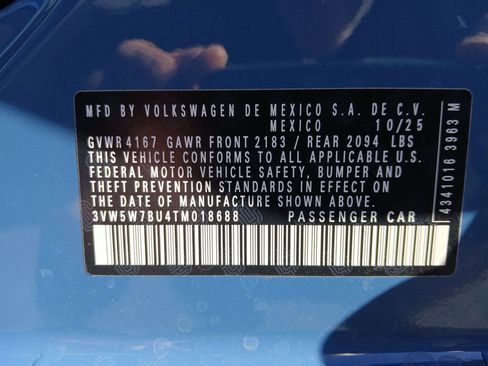 MFD BY VOLKSWAGEN DE MEXICO S.A. DE C.V.
MEXICO 10/25
GVWR 4167 GAWR FRONT 2183 / REAR 2094 LBS
THIS VEHICLE CONFORMS TO ALL APPLICABLE U.S.
FEDERAL MOTOR VEHICLE SAFETY, BUMPER AND
THEFT PREVENTION STANDARDS IN EFFECT ON THE
DATE OF MANUFACTURE SHOWN ABOVE.
3VW5W7BU4TM018688 PASSENGER CAR
4341016 3963 M